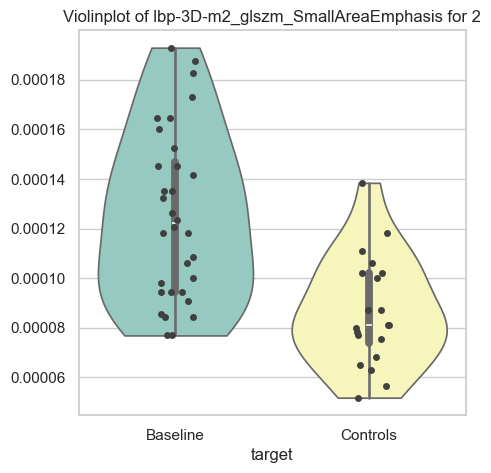 Violinplot of lbp-3D-m2_glszm_SmallAreaEmphasis for 2
0.00018
0.00016
0.00014
0.00012
0.00010
0.00008
0.00006
Baseline Controls
target